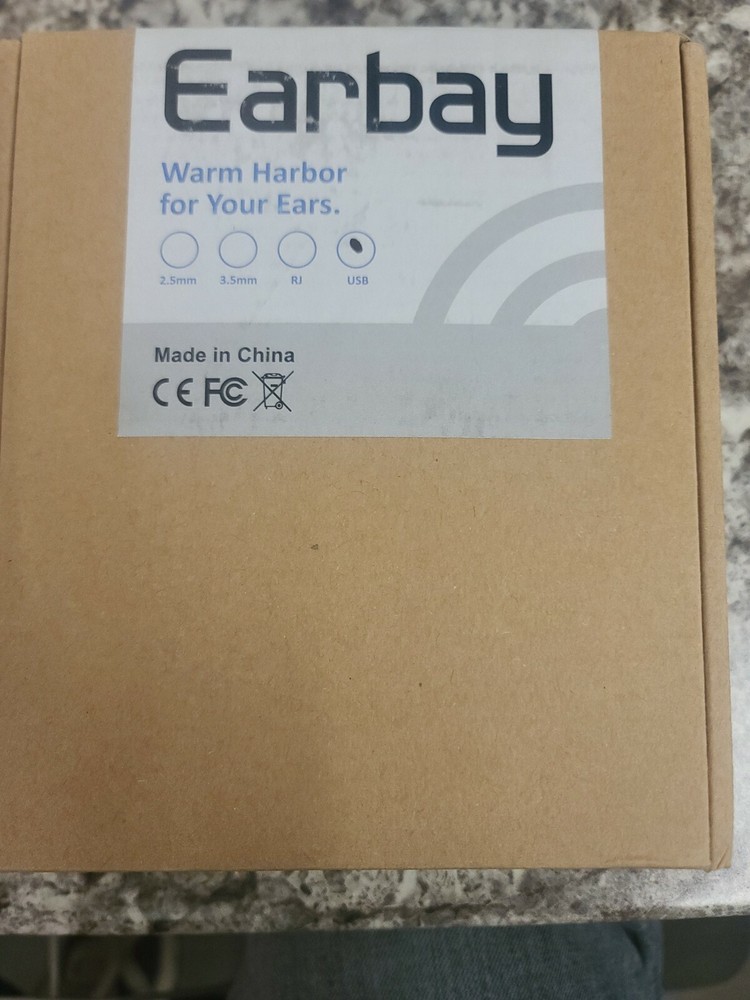 Earbay
Warm Harbor
for Your Ears.
2.5mm 3.5mm RJ USB
Made in China
CE FC